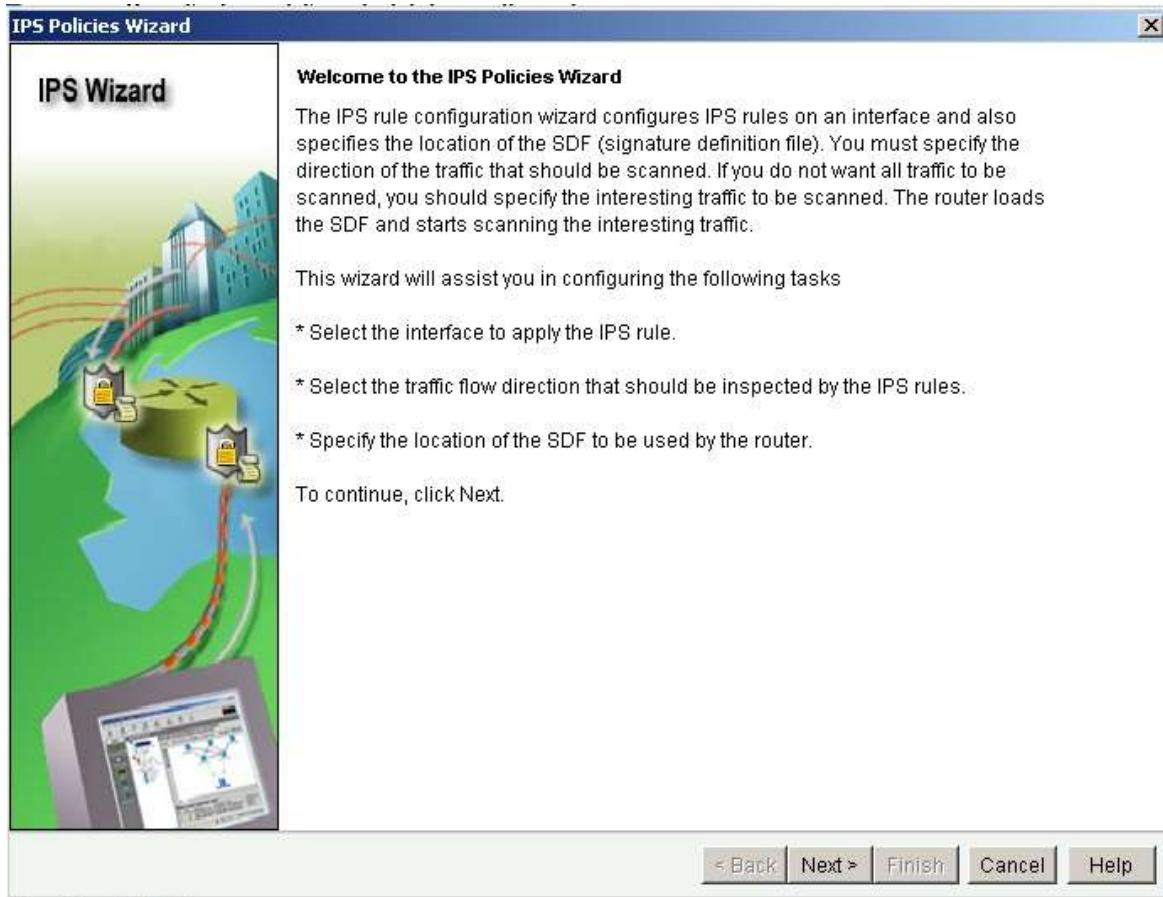 IPS Policies Wizard
IPS Wizard
Welcome to the IPS Policies Wizard
The IPS rule configuration wizard configures IPS rules on an interface and also
specifies the location of the SDF (signature definition file). You must specify the
direction of the traffic that should be scanned. If you do not want all traffic to be
scanned, you should specify the interesting traffic to be scanned. The router loads
the SDF and starts scanning the interesting traffic.
This wizard will assist you in configuring the following tasks
* Select the interface to apply the IPS rule.
* Select the traffic flow direction that should be inspected by the IPS rules.
* Specify the location of the SDF to be used by the router.
To continue, click Next.
< Back Next > Finish Cancel Help